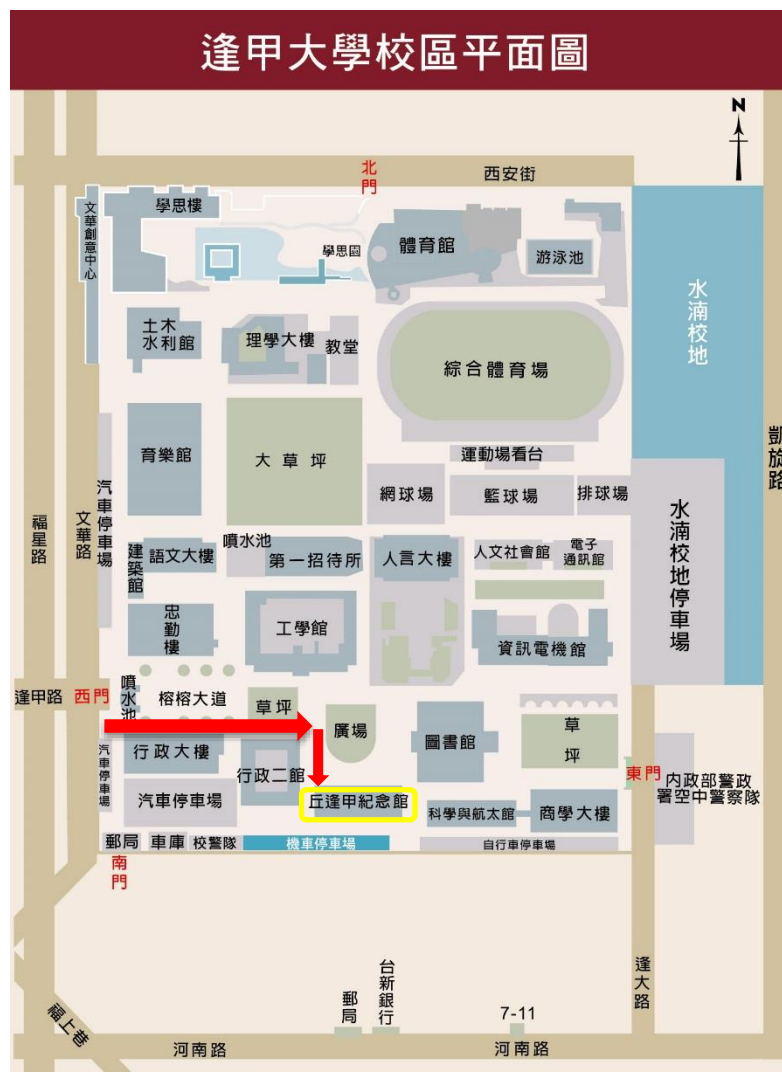 逢甲大學校區平面圖
N
北
門
西安街
文華創意中心
學思樓
學思園
體育館
游泳池
水湳校地
土木
水利館
理學大樓
教堂
綜合體育場
育樂館
大草坪
運動場看台
網球場
籃球場
排球場
凱旋路
福星路
文華路
汽車停車場
水湳校地停車場
建築館
語文大樓
噴水池
第一招待所
人言大樓
人文社會館
電子
通訊館
忠勤樓
工學館
資訊電機館
逢甲路
西門
噴水池
榕榕大道
草坪
廣場
圖書館
草
坪
汽車停車場
行政大樓
行政二館
東門
內政部警政
署空中警察隊
汽車停車場
丘逢甲紀念館
科學與航太館
商學大樓
郵局
車庫
校警隊
機車停車場
自行車停車場
南
門
逢大路
福上巷
郵局
台新銀行
7-11
河南路
河南路